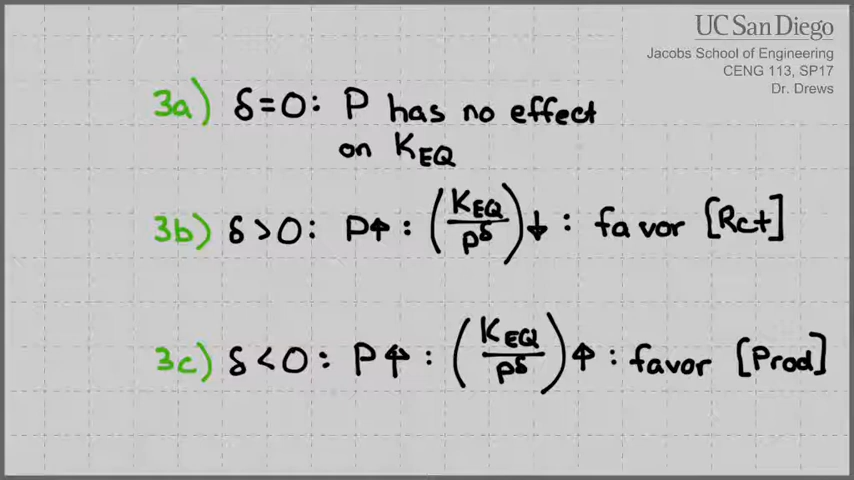 UC San Diego
Jacobs School of Engineering
CENG 113, SP17
Dr. Drews
3a) δ=0: P has no effect
on K_EQ
3b) δ>0: P↑: (K_EQ/P^δ)↓: favor [Rct]
3c) δ<0: P↑: (K_EQ/P^δ)↑: favor [Prod]